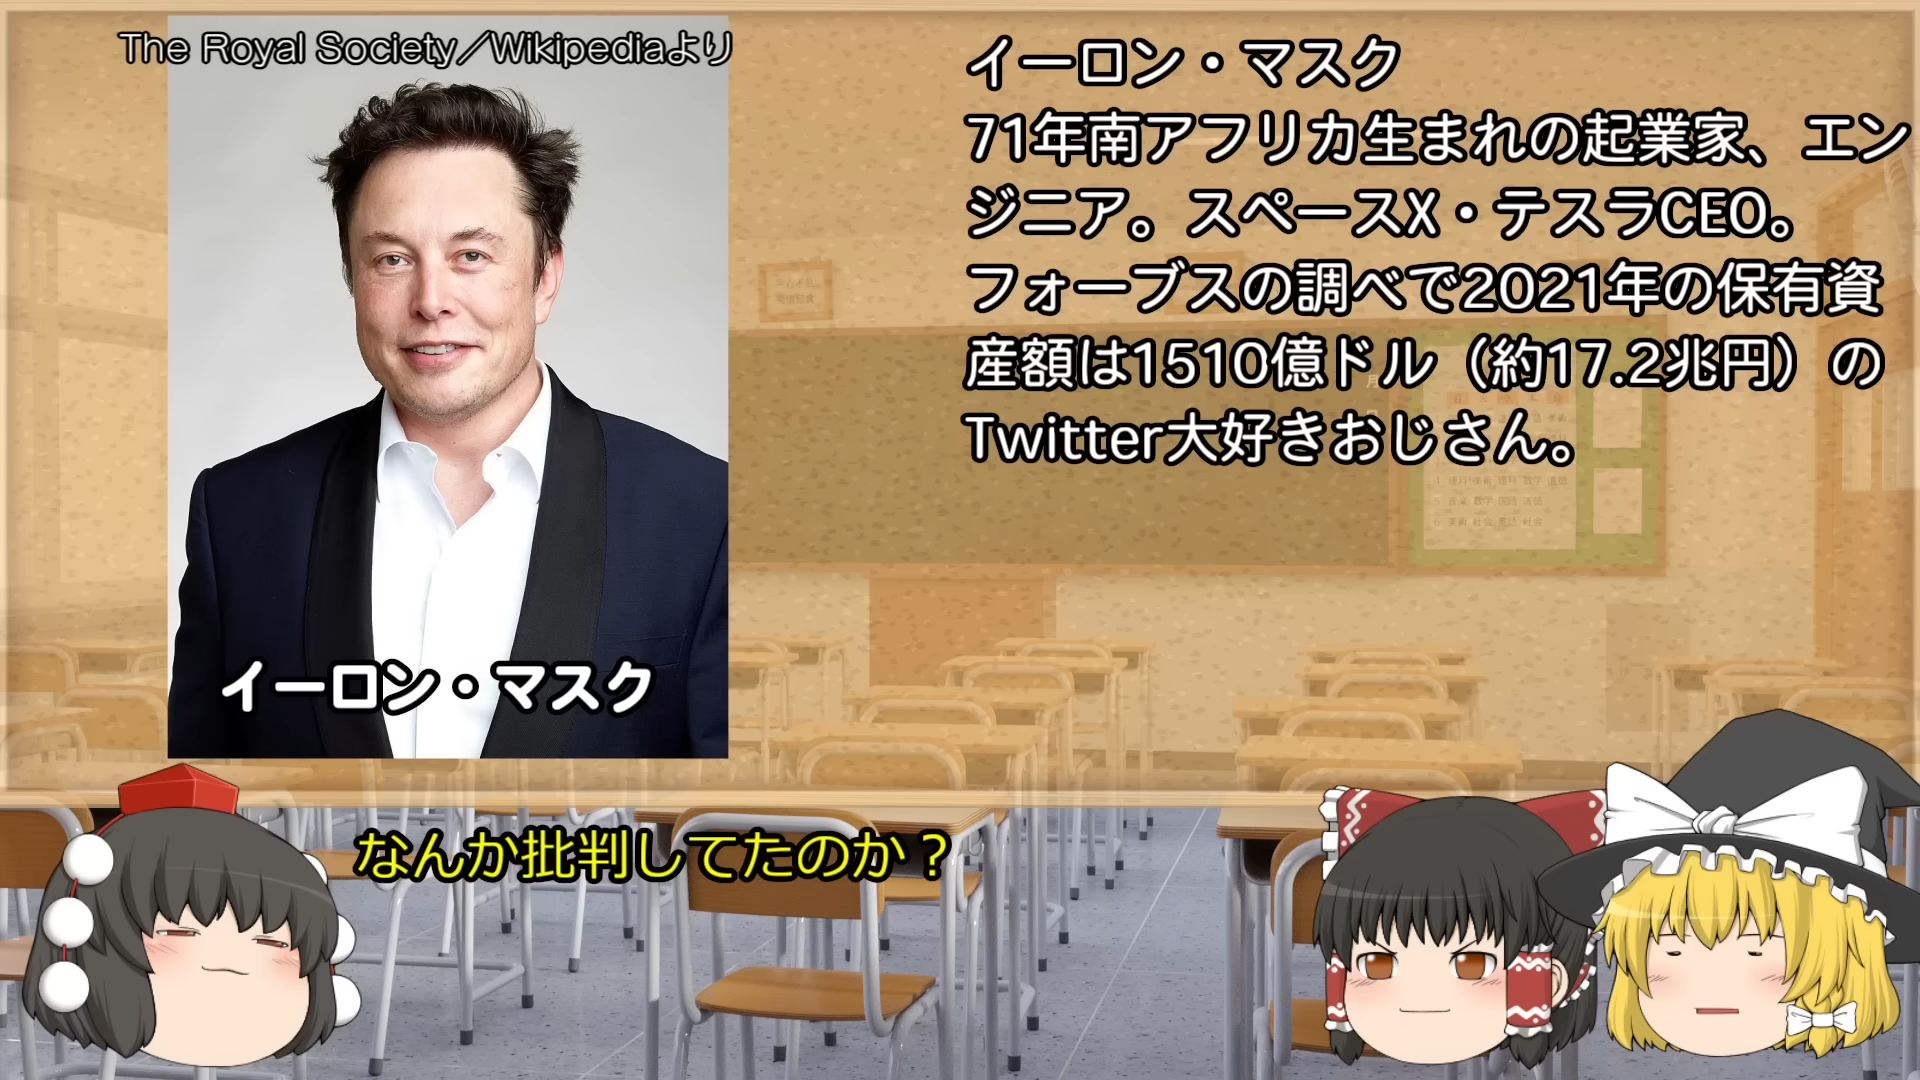 The Royal Society／Wikipediaより
イーロン・マスク
71年南アフリカ生まれの起業家、エン
ジニア。スペースX・テスラCEO。
フォーブスの調べで2021年の保有資
産額は1510億ドル（約17.2兆円）の
Twitter大好きおじさん。
イーロン・マスク
なんか批判してたのか？